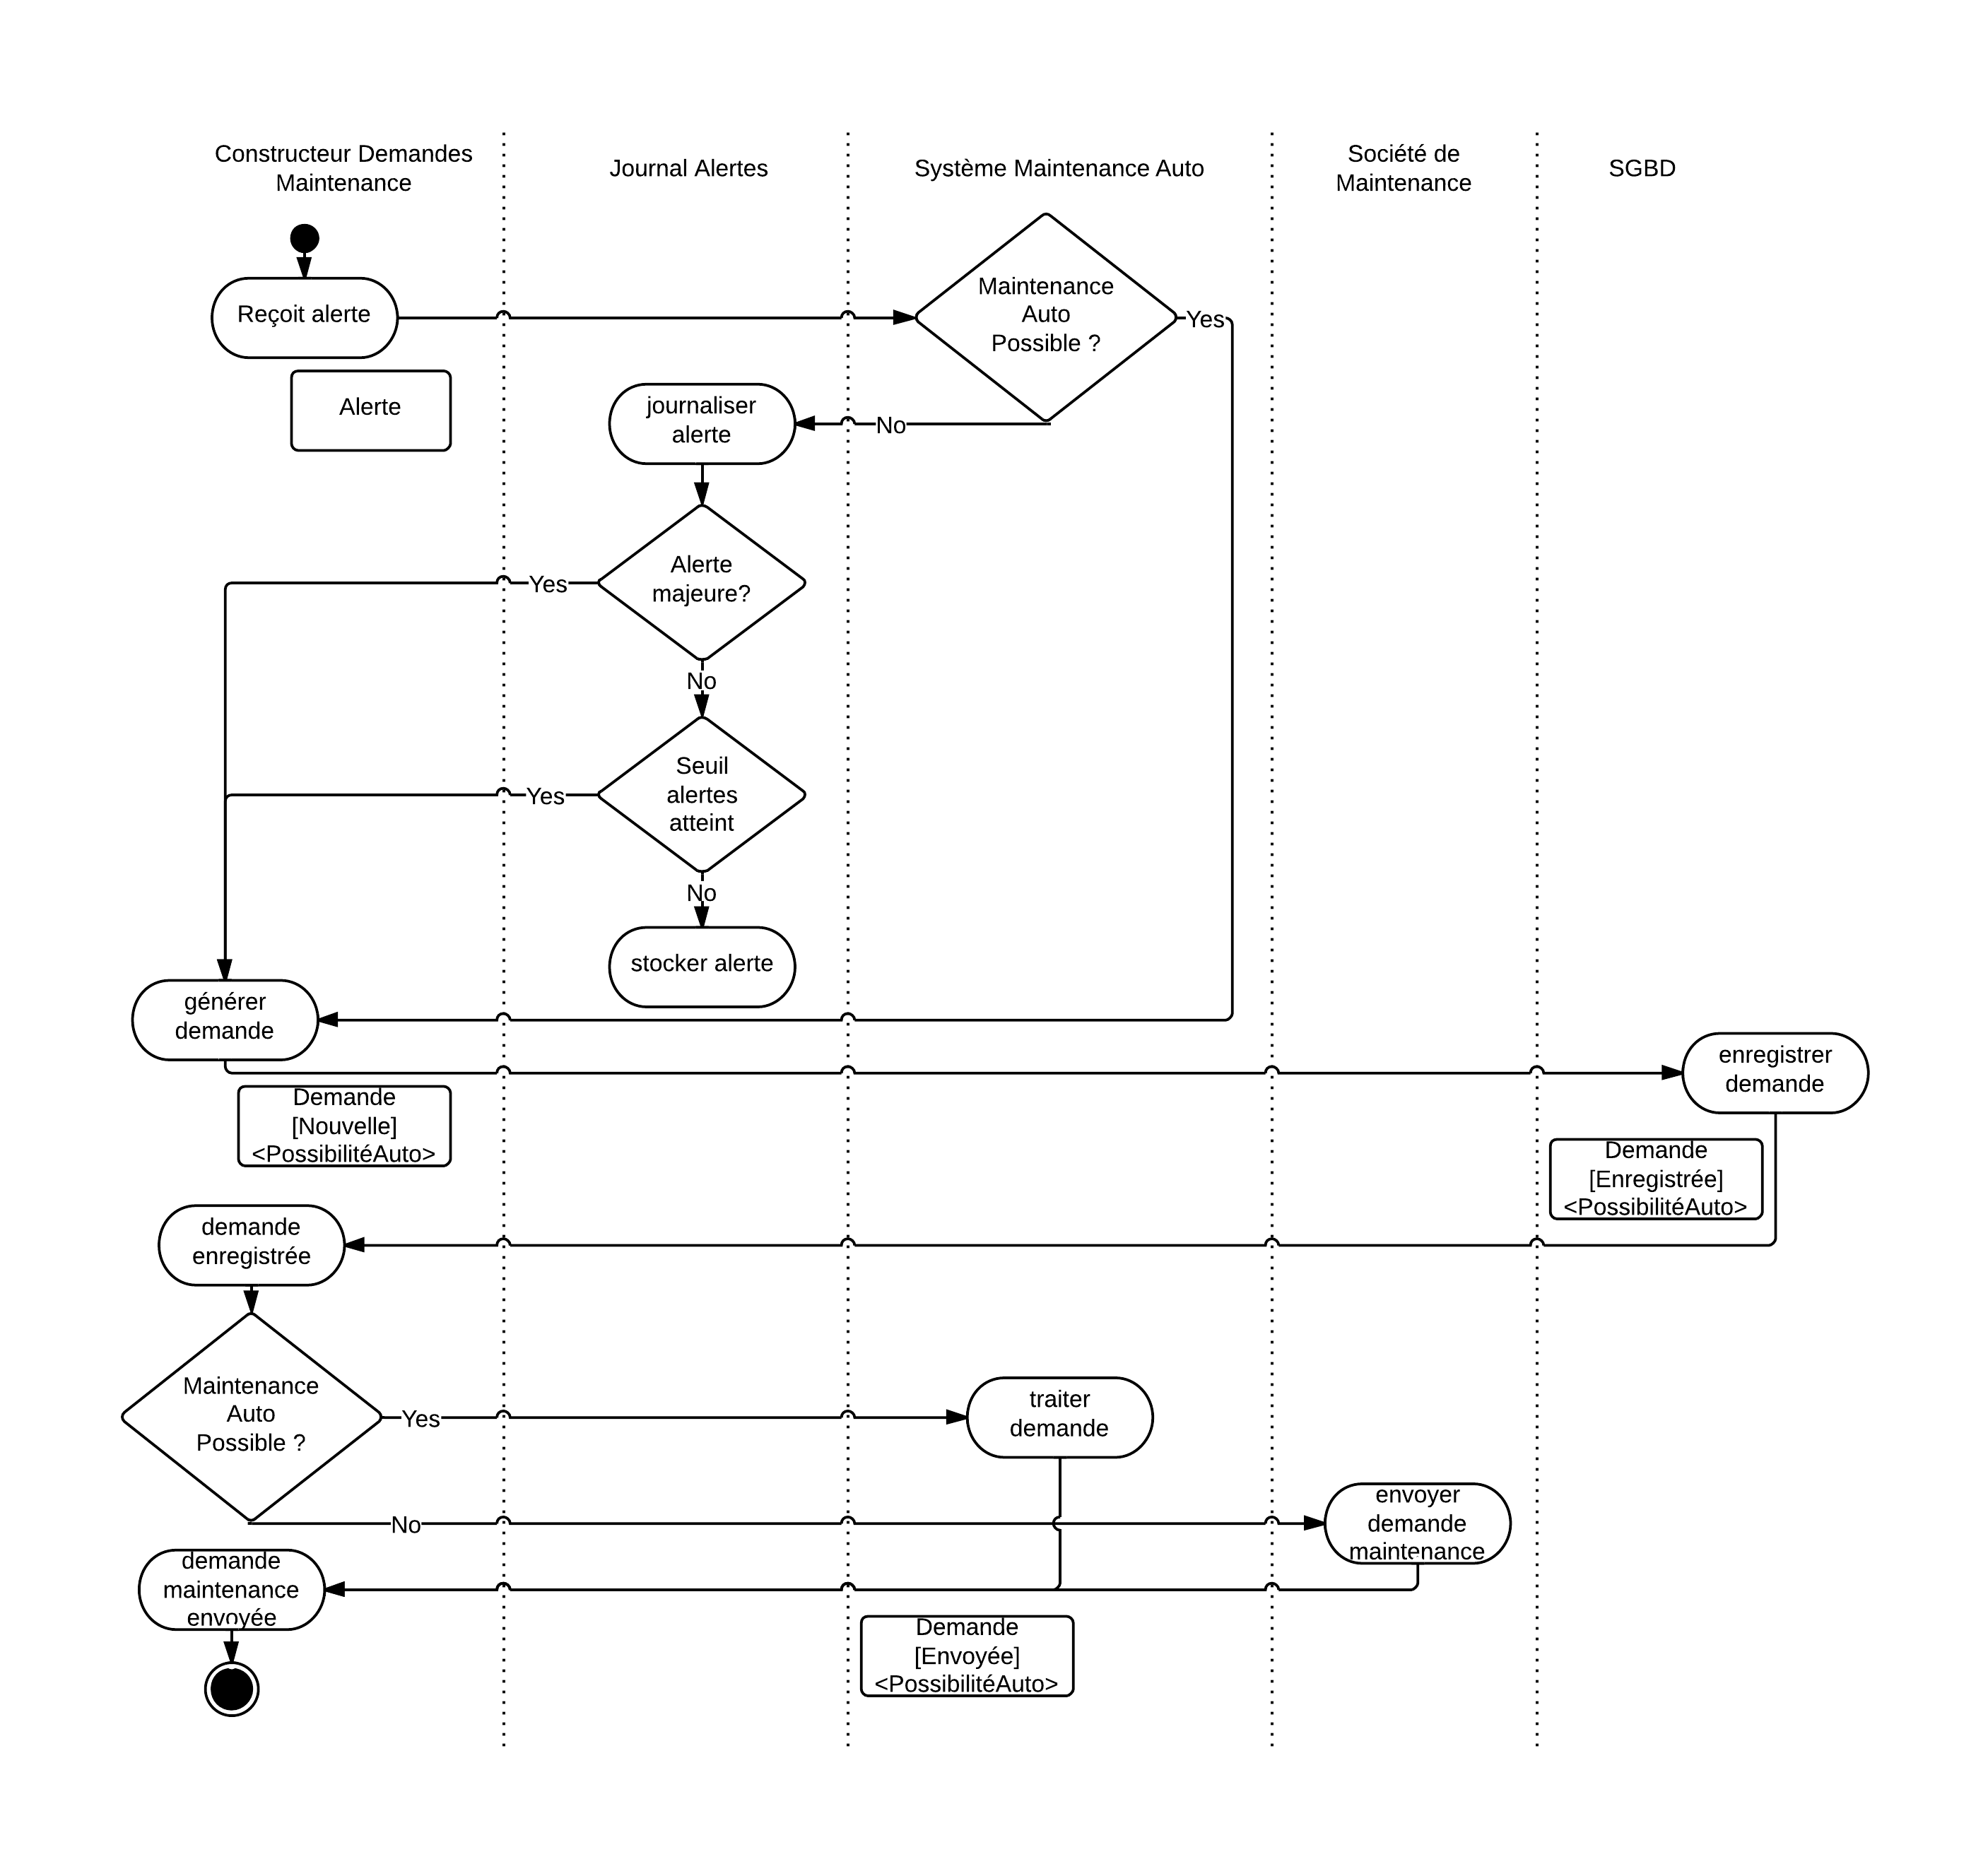 Constructeur Demandes
Maintenance
Journal Alertes
Système Maintenance Auto
Société de
Maintenance
SGBD
Reçoit alerte
Maintenance
Auto
Possible ?
Yes
Alerte
journaliser
alerte
No
Alerte
majeure?
Yes
No
Seuil
alertes
atteint
Yes
No
stocker alerte
générer
demande
enregistrer
demande
Demande
[Nouvelle]
<PossibilitéAuto>
Demande
[Enregistrée]
<PossibilitéAuto>
demande
enregistrée
Maintenance
Auto
Possible ?
Yes
traiter
demande
No
envoyer
demande
maintenance
demande
maintenance
envoyée
Demande
[Envoyée]
<PossibilitéAuto>